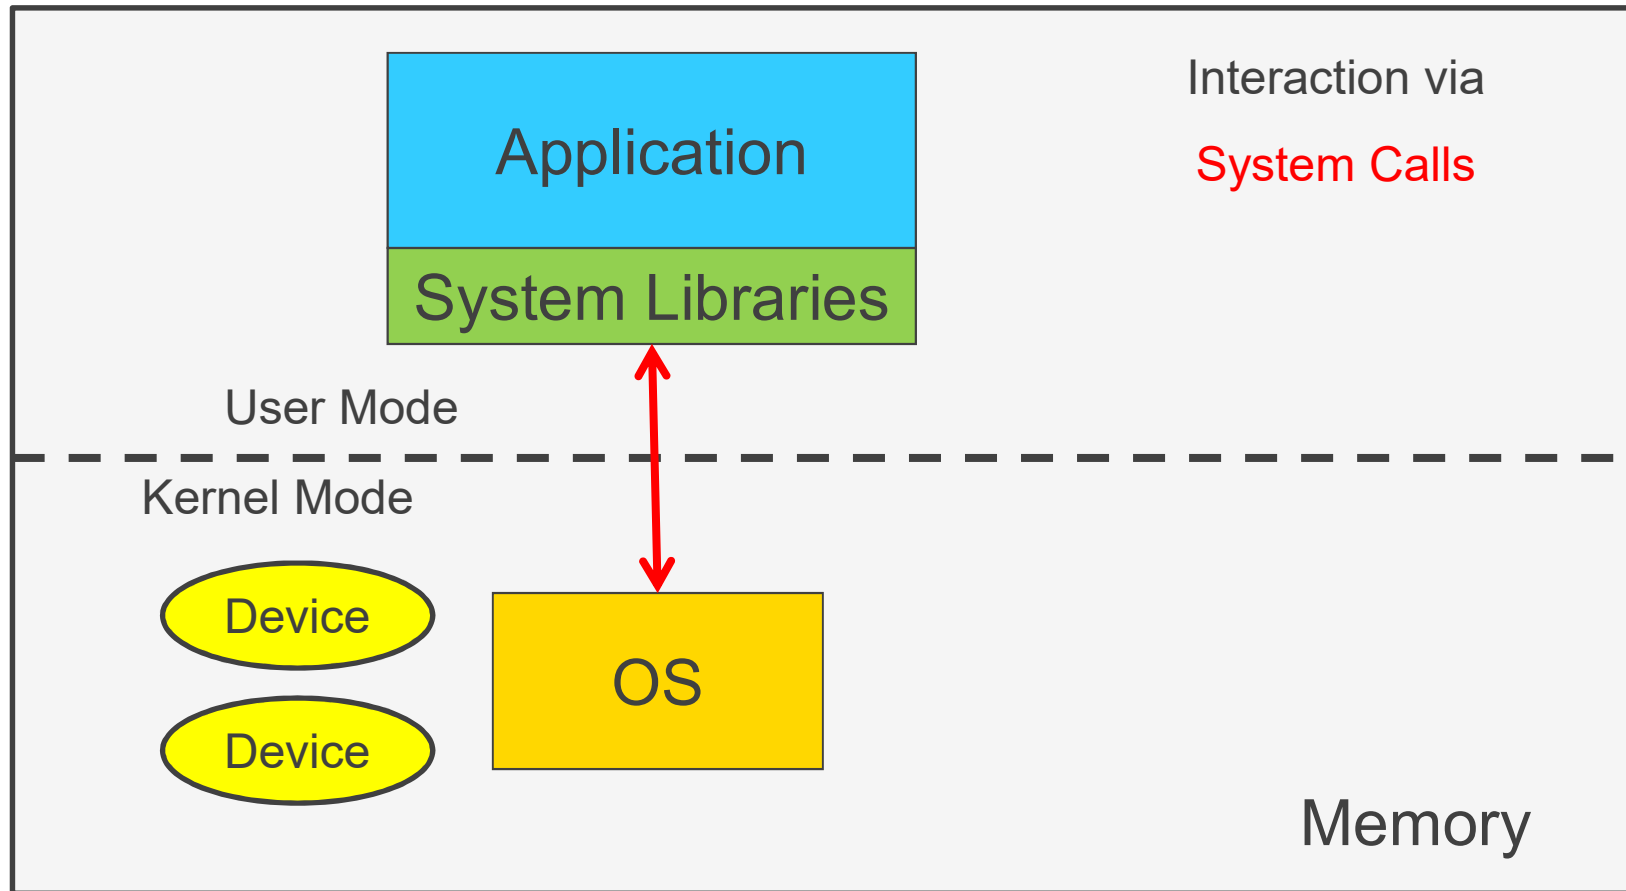 Application
Interaction via
System Calls
System Libraries
User Mode
Kernel Mode
Device
OS
Device
Memory